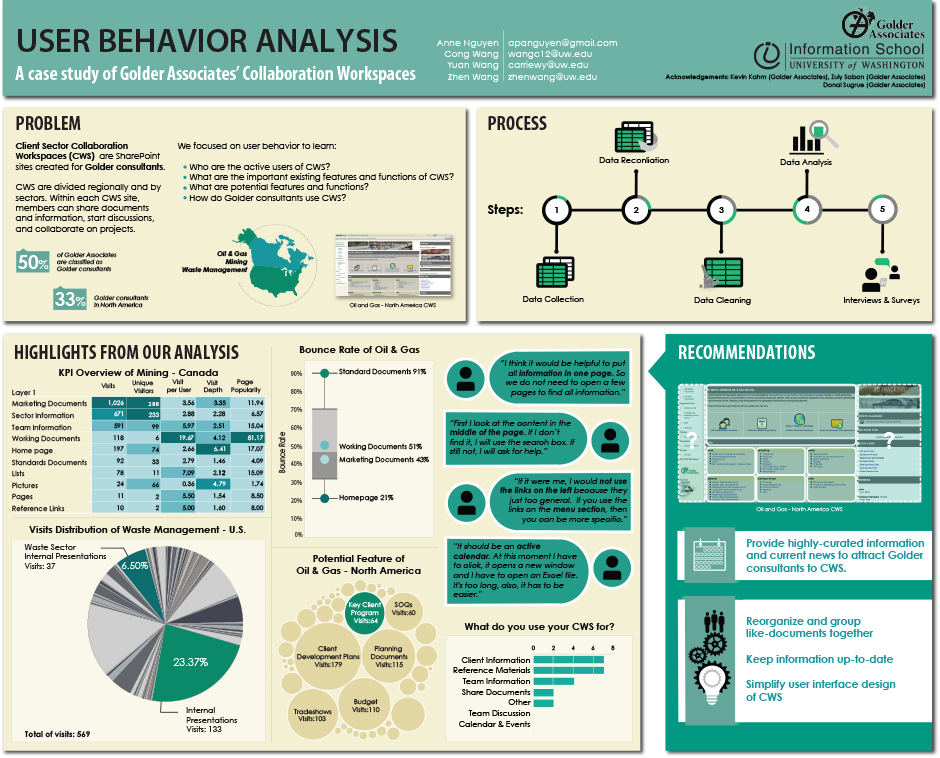 USER BEHAVIOR ANALYSIS
A case study of Golder Associates' Collaboration Workspaces
Anne Nguyen apanguyen@gmail.com
Cong Wang wangc12@uw.edu
Yuan Wang carriewy@uw.edu
Zhen Wang zhenwang@uw.edu
Golder
Associates
Information School
UNIVERSITY of WASHINGTON
Acknowledgements: Kevin Kahm (Golder Associates), Zuly Saban (Golder Associates)
Donal Sugrue (Golder Associates)
PROBLEM
Client Sector Collaboration
Workspaces (CWS) are SharePoint
sites created for Golder consultants.
CWS are divided regionally and by
sectors. Within each CWS site,
members can share documents
and information, start discussions,
and collaborate on projects.
50%
of Golder Associates
are classified as
Golder consultants
33%
Golder consultants
in North America
We focused on user behavior to learn:
• Who are the active users of CWS?
• What are the important existing features and functions of CWS?
• What are potential features and functions?
• How do Golder consultants use CWS?
Oil & Gas
Mining
Waste Management
Oil and Gas - North America CWS
PROCESS
Steps:
1 2 3 4 5
Data Reconliation
Data Analysis
Data Collection
Data Cleaning
Interviews & Surveys
HIGHLIGHTS FROM OUR ANALYSIS
KPI Overview of Mining - Canada
Layer 1 Visits Unique Visitors Visit per User Visit Depth Page Popularity
Marketing Documents 1,026 288 3.56 3.35 11.94
Sector Information 671 233 2.88 2.28 6.57
Team Information 591 99 5.97 2.51 15.04
Working Documents 118 6 19.67 4.12 81.17
Home page 197 74 2.66 6.41 17.07
Standards Documents 92 33 2.79 1.46 4.09
Lists 78 11 7.09 2.12 15.09
Pictures 24 66 0.36 4.79 1.74
Pages 11 2 5.50 1.54 8.50
Reference Links 10 2 5.00 1.60 8.00
Visits Distribution of Waste Management - U.S.
Waste Sector
Internal Presentations
Visits: 37
6.50%
23.37%
Internal
Presentations
Visits: 133
Total of visits: 569
Bounce Rate of Oil & Gas
Bounce Rate
90%
80%
70%
60%
50%
40%
30%
20%
10%
0%
Standard Documents 91%
Working Documents 51%
Marketing Documents 43%
Homepage 21%
Potential Feature of
Oil & Gas - North America
Key Client
Program
Visits:64
SOQs
Visits:60
Client
Development Plans
Visits:179
Planning
Documents
Visits:115
Tradeshows
Visits:103
Budget
Visits:110
"I think it would be helpful to put
all information in one page. So
we do not need to open a few
pages to find all information."
"First I look at the content in the
middle of the page. If I don't
find it, I will use the search box. If
still not, I will ask for help."
"If it were me, I would not use
the links on the left because they
just too general. If you use the
links on the menu section, then
you can be more specific."
"It should be an active
calendar. At this moment I have
to click, it opens a new window
and I have to open an Excel file.
It's too long, also, it has to be
easier."
What do you use your CWS for?
0 2 4 6 8
Client Information
Reference Materials
Team Information
Share Documents
Other
Team Discussion
Calendar & Events
RECOMMENDATIONS
?
?
Oil and Gas - North America CWS
Provide highly-curated information
and current news to attract Golder
consultants to CWS.
Reorganize and group
like-documents together
Keep information up-to-date
Simplify user interface design
of CWS